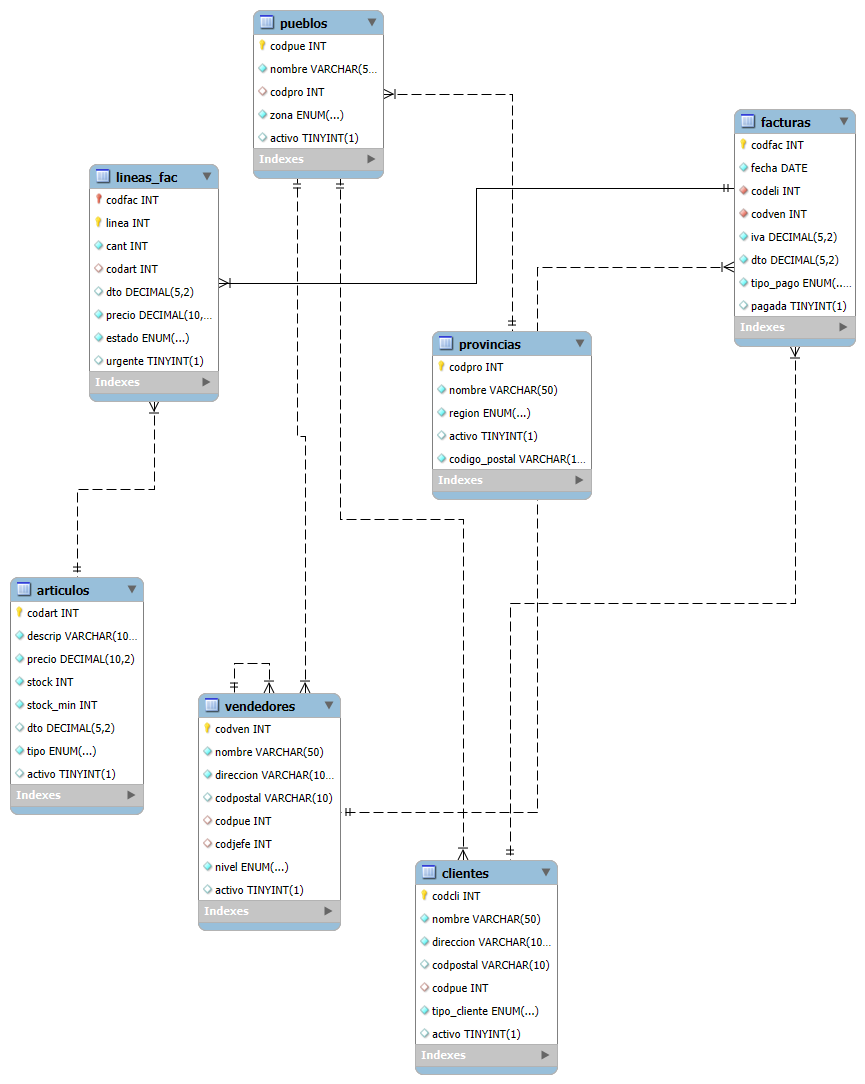 pueblos
codpue INT
nombre VARCHAR(5...
codpro INT
zona ENUM(...)
activo TINYINT(1)
Indexes
facturas
codfac INT
fecha DATE
codeli INT
codven INT
iva DECIMAL(5,2)
dto DECIMAL(5,2)
tipo_pago ENUM(...
pagada TINYINT(1)
Indexes
lineas_fac
codfac INT
linea INT
cant INT
codart INT
dto DECIMAL(5,2)
precio DECIMAL(10,...
estado ENUM(...)
urgente TINYINT(1)
Indexes
provincias
codpro INT
nombre VARCHAR(50)
region ENUM(...)
activo TINYINT(1)
codigo_postal VARCHAR(1...
Indexes
articulos
codart INT
descrip VARCHAR(10...
precio DECIMAL(10,2)
stock INT
stock_min INT
dto DECIMAL(5,2)
tipo ENUM(...)
activo TINYINT(1)
Indexes
vendedores
codven INT
nombre VARCHAR(50)
direccion VARCHAR(10...
codpostal VARCHAR(10)
codpue INT
codjefe INT
nivel ENUM(...)
activo TINYINT(1)
Indexes
clientes
codcli INT
nombre VARCHAR(50)
direccion VARCHAR(10...
codpostal VARCHAR(10)
codpue INT
tipo_cliente ENUM(...)
activo TINYINT(1)
Indexes